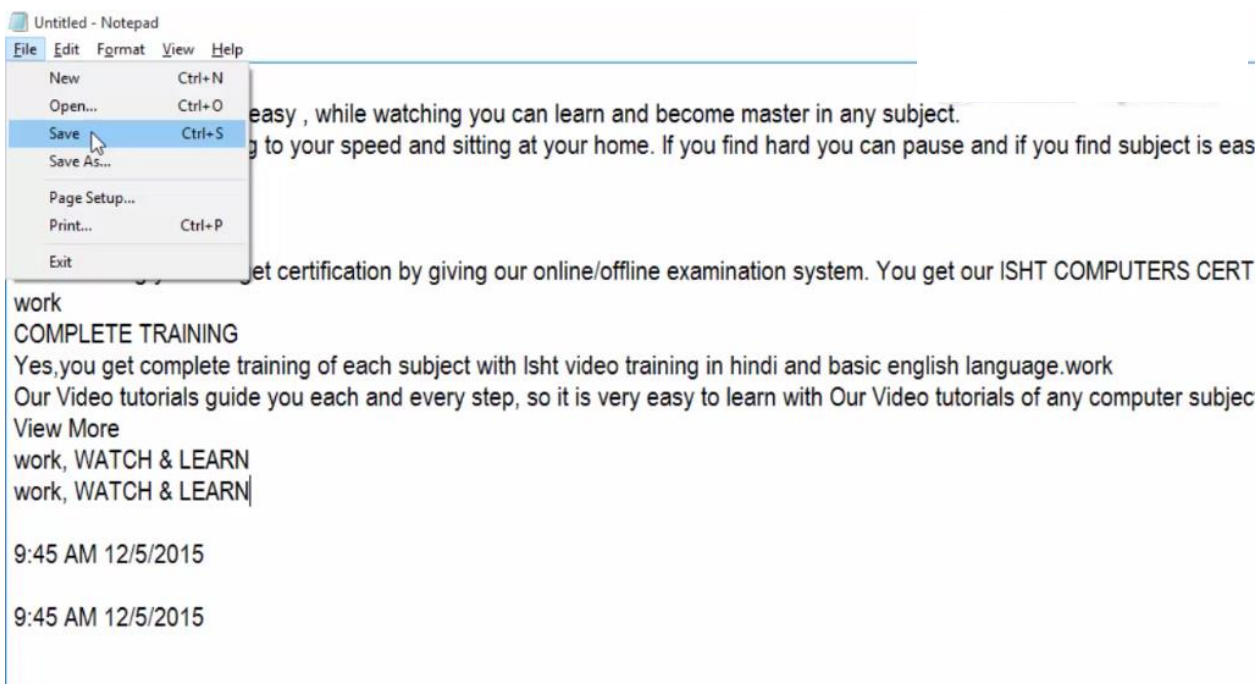 Untitled - Notepad
File Edit Format View Help
New Ctrl+N
Open... Ctrl+O
Save Ctrl+S
Save As...
Page Setup...
Print... Ctrl+P
Exit
easy , while watching you can learn and become master in any subject.
to your speed and sitting at your home. If you find hard you can pause and if you find subject is eas
et certification by giving our online/offline examination system. You get our ISHT COMPUTERS CERT
work
COMPLETE TRAINING
Yes,you get complete training of each subject with Isht video training in hindi and basic english language.work
Our Video tutorials guide you each and every step, so it is very easy to learn with Our Video tutorials of any computer subjec
View More
work, WATCH & LEARN
work, WATCH & LEARN
9:45 AM 12/5/2015
9:45 AM 12/5/2015